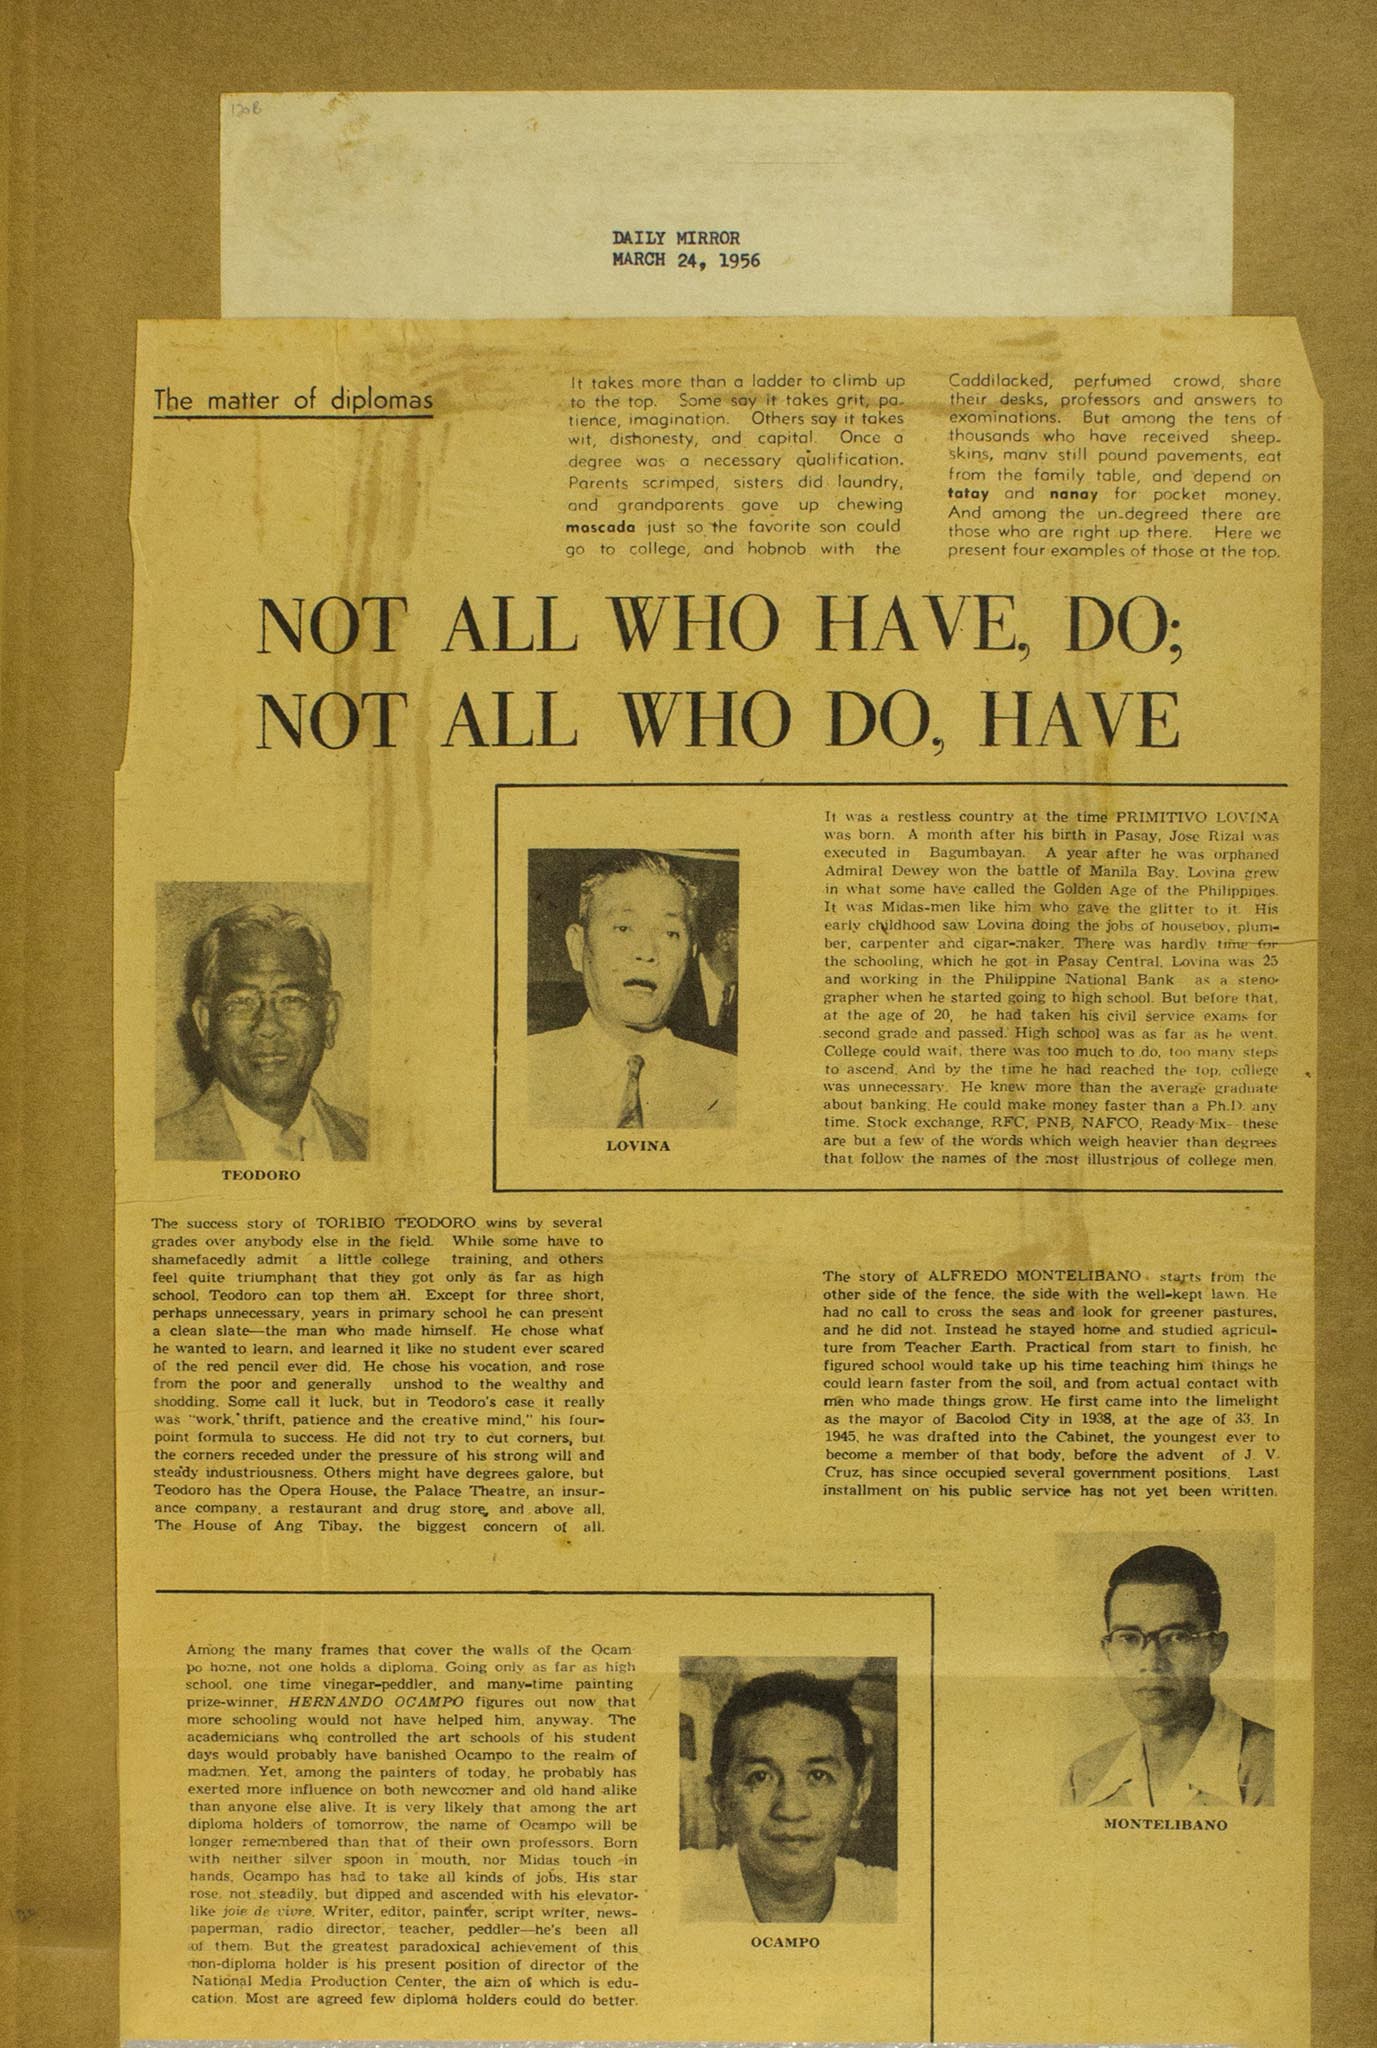 120B
DAILY MIRROR
MARCH 24, 1956
The matter of diplomas
It takes more than a ladder to climb up
to the top. Some say it takes grit, pa-
tience, imagination. Others say it takes
wit, dishonesty, and capital. Once a
degree was a necessary qualification.
Parents scrimped, sisters did laundry,
and grandparents gave up chewing
mascada just so the favorite son could
go to college, and hobnob with the
Caddilacked, perfumed crowd, share
their desks, professors and answers to
examinations. But among the tens of
thousands who have received sheep-
skins, many still pound pavements, eat
from the family table, and depend on
tatay and nanay for pocket money.
And among the un-degreed there are
those who are right up there. Here we
present four examples of those at the top.
NOT ALL WHO HAVE, DO;
NOT ALL WHO DO, HAVE
TEODORO
LOVINA
It was a restless country at the time PRIMITIVO LOVINA
was born. A month after his birth in Pasay, Jose Rizal was
executed in Bagumbayan. A year after he was orphaned
Admiral Dewey won the battle of Manila Bay. Lovina grew
in what some have called the Golden Age of the Philippines.
It was Midas-men like him who gave the glitter to it. His
early childhood saw Lovina doing the jobs of houseboy, plum-
ber, carpenter and cigar-maker. There was hardly time for
the schooling, which he got in Pasay Central. Lovina was 25
and working in the Philippine National Bank as a steno-
grapher when he started going to high school. But before that,
at the age of 20, he had taken his civil service exams for
second grade and passed. High school was as far as he went.
College could wait, there was too much to do, too many steps
to ascend. And by the time he had reached the top, college
was unnecessary. He knew more than the average graduate
about banking. He could make money faster than a Ph.D. any
time. Stock exchange, RFC, PNB, NAFCO, Ready-Mix—these
are but a few of the words which weigh heavier than degrees
that follow the names of the most illustrious of college men.
The success story of TORIBIO TEODORO wins by several
grades over anybody else in the field. While some have to
shamefacedly admit a little college training, and others
feel quite triumphant that they got only as far as high
school, Teodoro can top them all. Except for three short,
perhaps unnecessary, years in primary school he can present
a clean slate—the man who made himself. He chose what
he wanted to learn, and learned it like no student ever scared
of the red pencil ever did. He chose his vocation, and rose
from the poor and generally unshod to the wealthy and
shodding. Some call it luck, but in Teodoro's case it really
was "work, thrift, patience and the creative mind," his four-
point formula to success. He did not try to cut corners, but
the corners receded under the pressure of his strong will and
steady industriousness. Others might have degrees galore, but
Teodoro has the Opera House, the Palace Theatre, an insur-
ance company, a restaurant and drug store, and above all,
The House of Ang Tibay, the biggest concern of all.
The story of ALFREDO MONTELIBANO starts from the
other side of the fence, the side with the well-kept lawn. He
had no call to cross the seas and look for greener pastures,
and he did not. Instead he stayed home and studied agricul-
ture from Teacher Earth. Practical from start to finish, he
figured school would take up his time teaching him things he
could learn faster from the soil, and from actual contact with
men who made things grow. He first came into the limelight
as the mayor of Bacolod City in 1938, at the age of 33. In
1945, he was drafted into the Cabinet, the youngest ever to
become a member of that body, before the advent of J. V.
Cruz, has since occupied several government positions. Last
installment on his public service has not yet been written.
MONTELIBANO
Among the many frames that cover the walls of the Ocam
po home, not one holds a diploma. Going only as far as high
school, one time vinegar-peddler, and many-time painting
prize-winner, HERNANDO OCAMPO figures out now that
more schooling would not have helped him, anyway. The
academicians who controlled the art schools of his student
days would probably have banished Ocampo to the realm of
madmen. Yet, among the painters of today, he probably has
exerted more influence on both newcomer and old hand alike
than anyone else alive. It is very likely that among the art
diploma holders of tomorrow, the name of Ocampo will be
longer remembered than that of their own professors. Born
with neither silver spoon in mouth, nor Midas touch in
hands, Ocampo has had to take all kinds of jobs. His star
rose, not steadily, but dipped and ascended with his elevator-
like joie de vivre. Writer, editor, painter, script writer, news-
paperman, radio director, teacher, peddler—he's been all
of them. But the greatest paradoxical achievement of this
non-diploma holder is his present position of director of the
National Media Production Center, the aim of which is edu-
cation. Most are agreed few diploma holders could do better.
OCAMPO